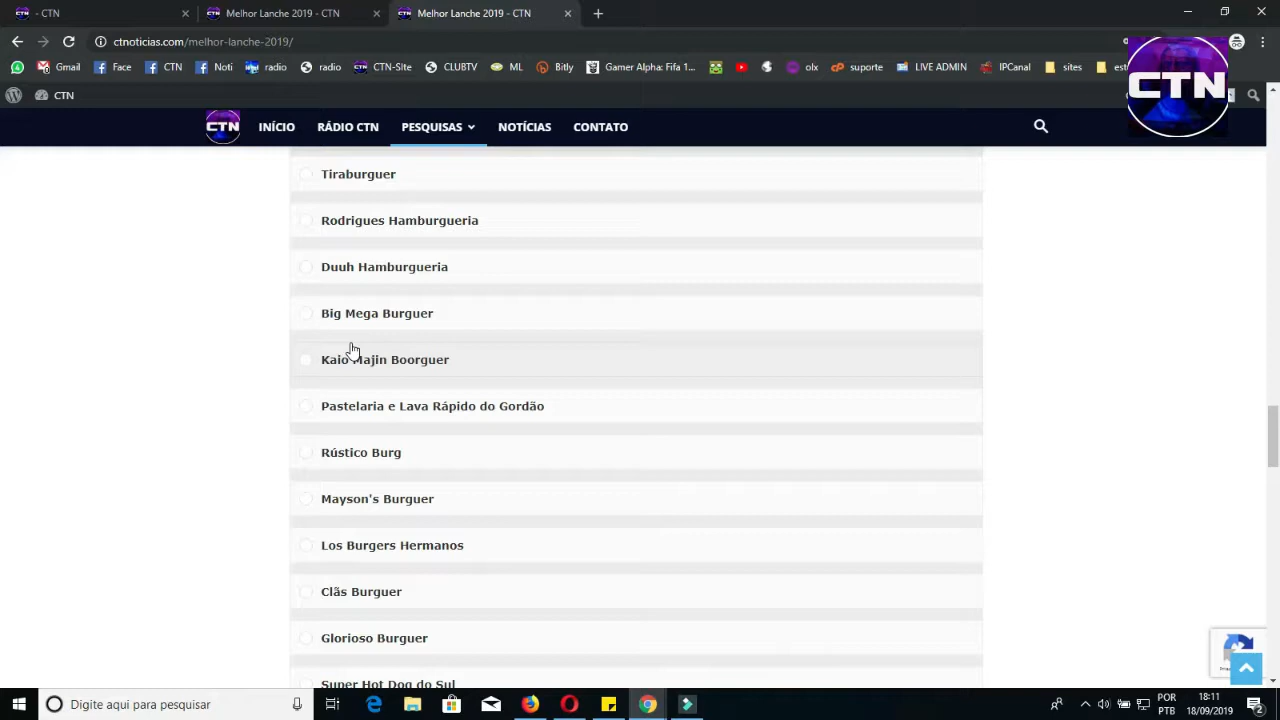 - CTN
Melhor Lanche 2019 - CTN
Melhor Lanche 2019 - CTN
ctnoticias.com/melhor-lanche-2019/
Gmail
Face
CTN
Noti
radio
radio
CTN-Site
CLUBTV
ML
Bitly
Gamer Alpha: Fifa 1...
olx
suporte
LIVE ADMIN
IPCanal
sites
CTN
CTN
CTN
INÍCIO
RÁDIO CTN
PESQUISAS
NOTÍCIAS
CONTATO
Tiraburguer
Rodrigues Hamburgueria
Duuh Hamburgueria
Big Mega Burguer
Kaio Majin Boorguer
Pastelaria e Lava Rápido do Gordão
Rústico Burg
Mayson's Burguer
Los Burgers Hermanos
Clãs Burguer
Glorioso Burguer
Super Hot Dog do Sul
Digite aqui para pesquisar
POR
PTB
18:11
18/09/2019
2